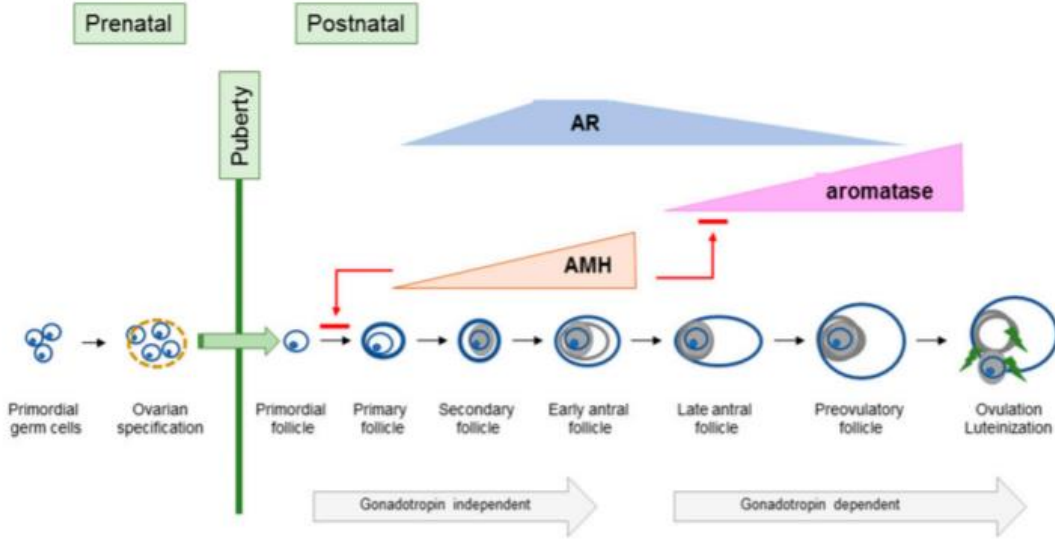 Prenatal
Postnatal
Puberty
AR
aromatase
AMH
Primordial
germ cells
Ovarian
specification
Primordial
follicle
Primary
follicle
Secondary
follicle
Early antral
follicle
Late antral
follicle
Preovulatory
follicle
Ovulation
Luteinization
Gonadotropin independent
Gonadotropin dependent